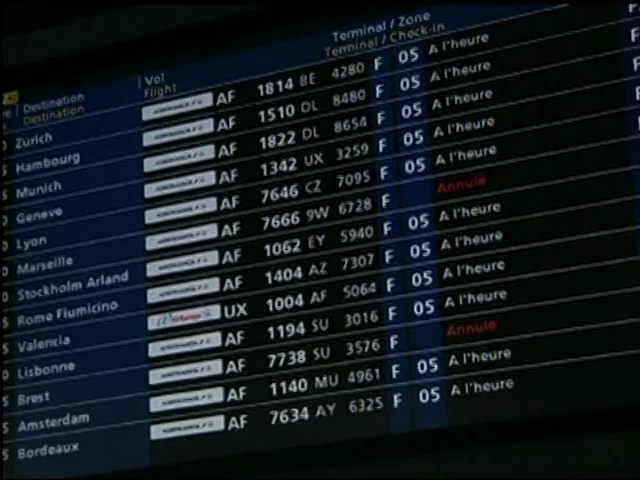 Destination Vol Terminal / Zone
Destination Flight Terminal / Check-in
Zurich AF 1814 BE 4280 F 05 A l'heure
Hambourg AF 1510 DL 8480 F 05 A l'heure
Munich AF 1822 DL 8654 F 05 A l'heure
Geneve AF 1342 UX 3259 F 05 A l'heure
Lyon AF 7646 CZ 7095 F 05 A l'heure
Marseille AF 7666 9W 6728 F Annulé
Stockholm Arland AF 1062 EY 5940 F 05 A l'heure
Rome Fiumicino AF 1404 AZ 7307 F 05 A l'heure
Valencia UX 1004 AF 5064 F 05 A l'heure
Lisbonne AF 1194 SU 3016 F 05 A l'heure
Brest AF 7738 SU 3576 F Annulé
Amsterdam AF 1140 MU 4961 F 05 A l'heure
Bordeaux AF 7634 AY 6325 F 05 A l'heure